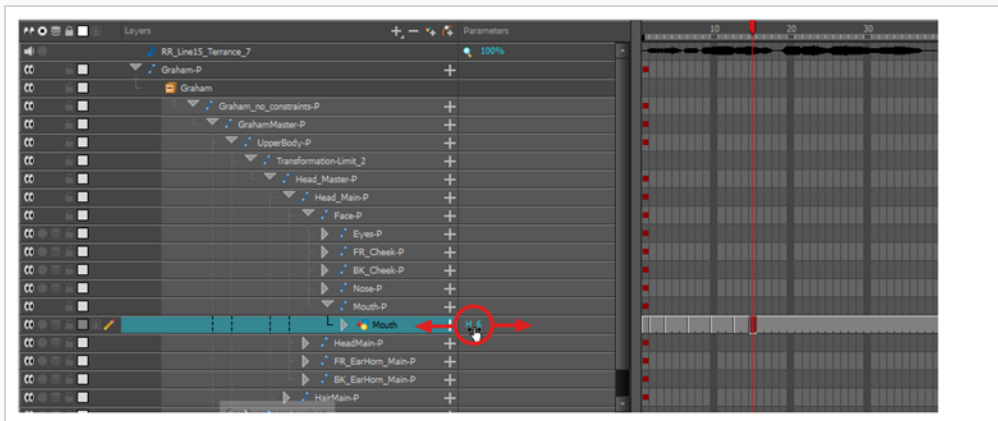 Layers Parameters 10 20 30
RR_Line15_Terrance_7 100%
Graham-P
Graham
Graham_no_constraints-P
GrahamMaster-P
UpperBody-P
Transformation-Limit_2
Head_Master-P
Head_Main-P
Face-P
Eyes-P
FR_Cheek-P
BK_Cheek-P
Nose-P
Mouth-P
Mouth H_6
HeadMain-P
FR_EarHorn_Main-P
BK_EarHorn_Main-P
HairMain-P